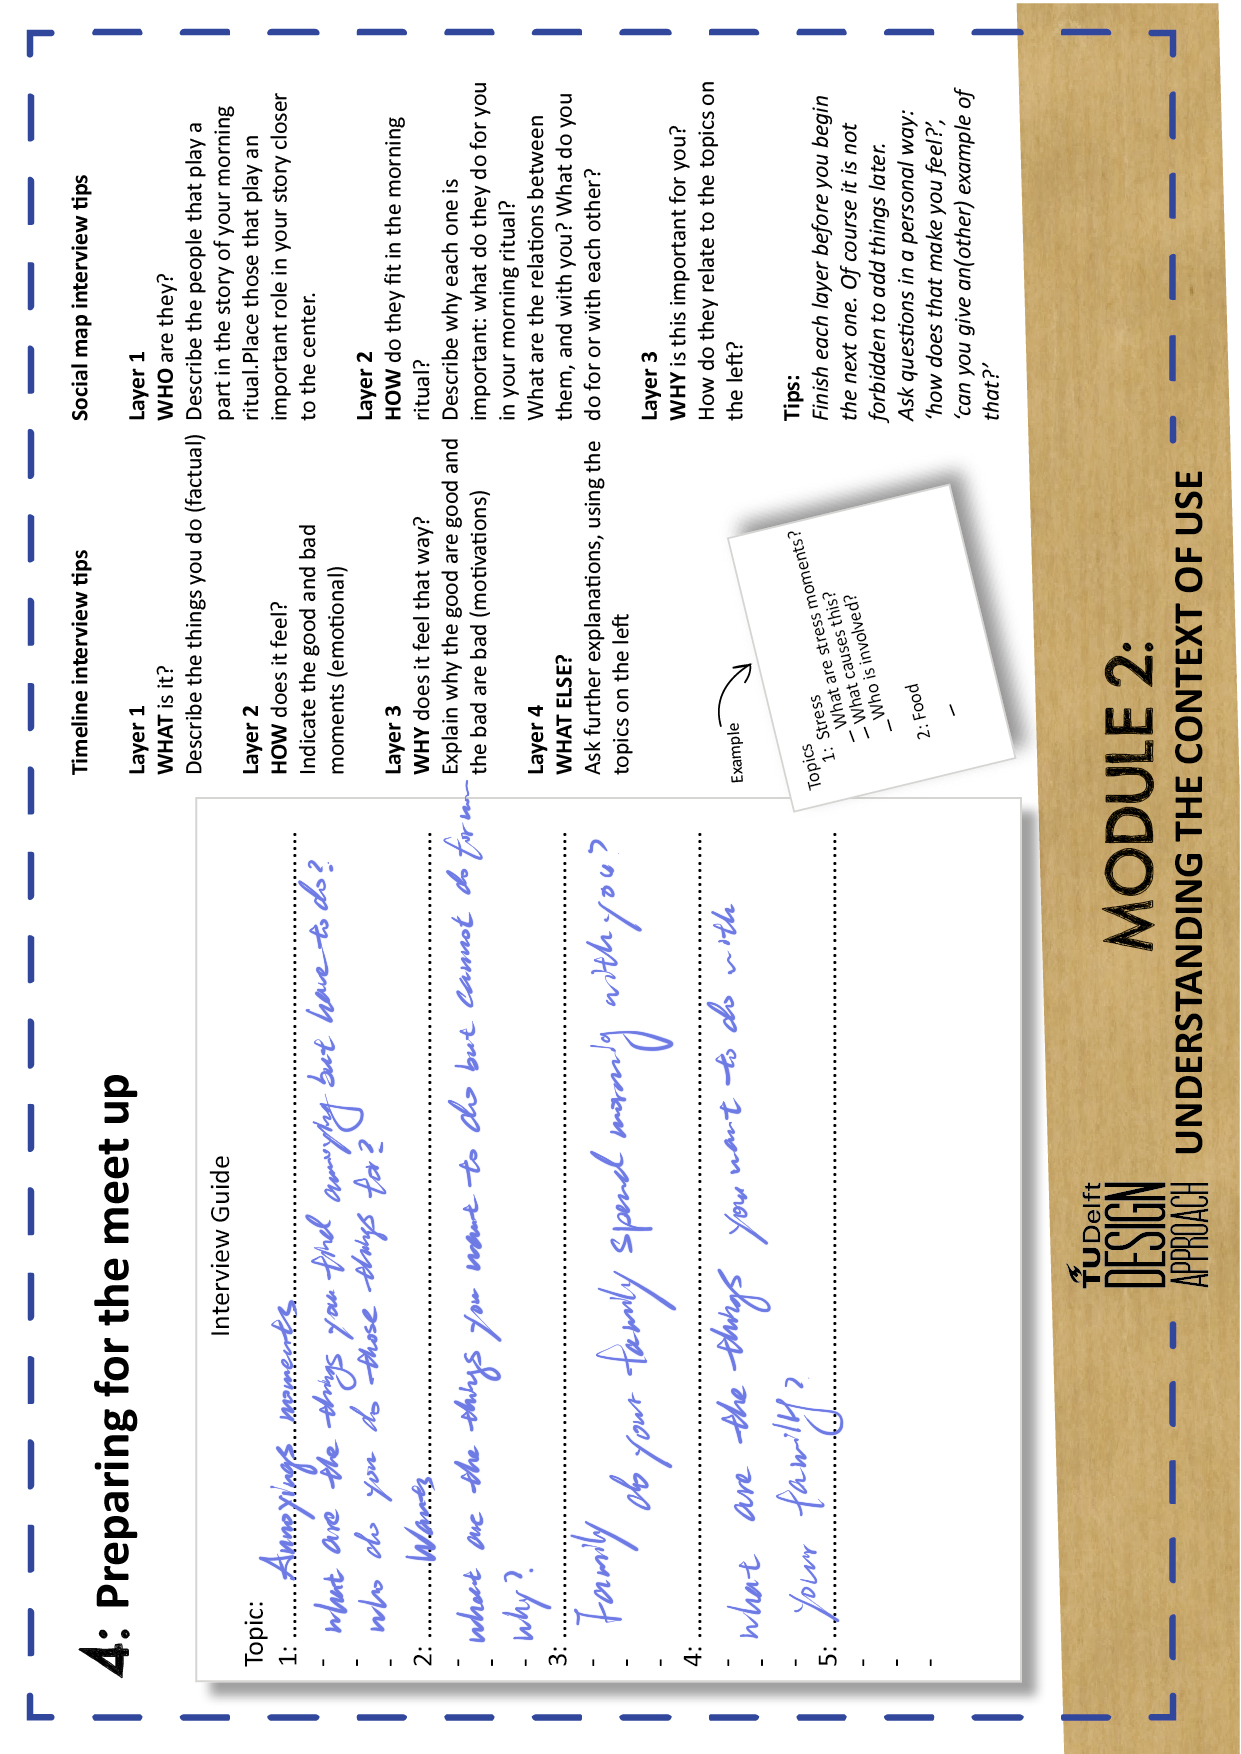 4: Preparing for the meet up
Interview Guide
Topic:
1: Annoyings moments
- what are the things you find annoying but have to do?
- who do you do those things for?
-
2: Wants
- what are the things you want to do but cannot do
- why?
-
3: Family
- do your family spend morning with you?
-
-
4:
- what are the things you want to do with
- your family?
-
5:
-
-
-
Timeline interview tips
Layer 1
WHAT is it?
Describe the things you do (factual)
Layer 2
HOW does it feel?
Indicate the good and bad
moments (emotional)
Layer 3
WHY does it feel that way?
Explain why the good are good and
the bad are bad (motivations)
Layer 4
WHAT ELSE?
Ask further explanations, using the
topics on the left
Example
Topics
1: Stress
- What are stress moments?
- What causes this?
- Who is involved?
-
2: Food
-
Social map interview tips
Layer 1
WHO are they?
Describe the people that play a
part in the story of your morning
ritual.Place those that play an
important role in your story closer
to the center.
Layer 2
HOW do they fit in the morning
ritual?
Describe why each one is
important: what do they do for you
in your morning ritual?
What are the relations between
them, and with you? What do you
do for or with each other?
Layer 3
WHY is this important for you?
How do they relate to the topics on
the left?
Tips:
Finish each layer before you begin
the next one. Of course it is not
forbidden to add things later.
Ask questions in a personal way:
'how does that make you feel?',
'can you give an(other) example of
that?'
TUDelft
DESIGN
APPROACH
MODULE 2:
UNDERSTANDING THE CONTEXT OF USE